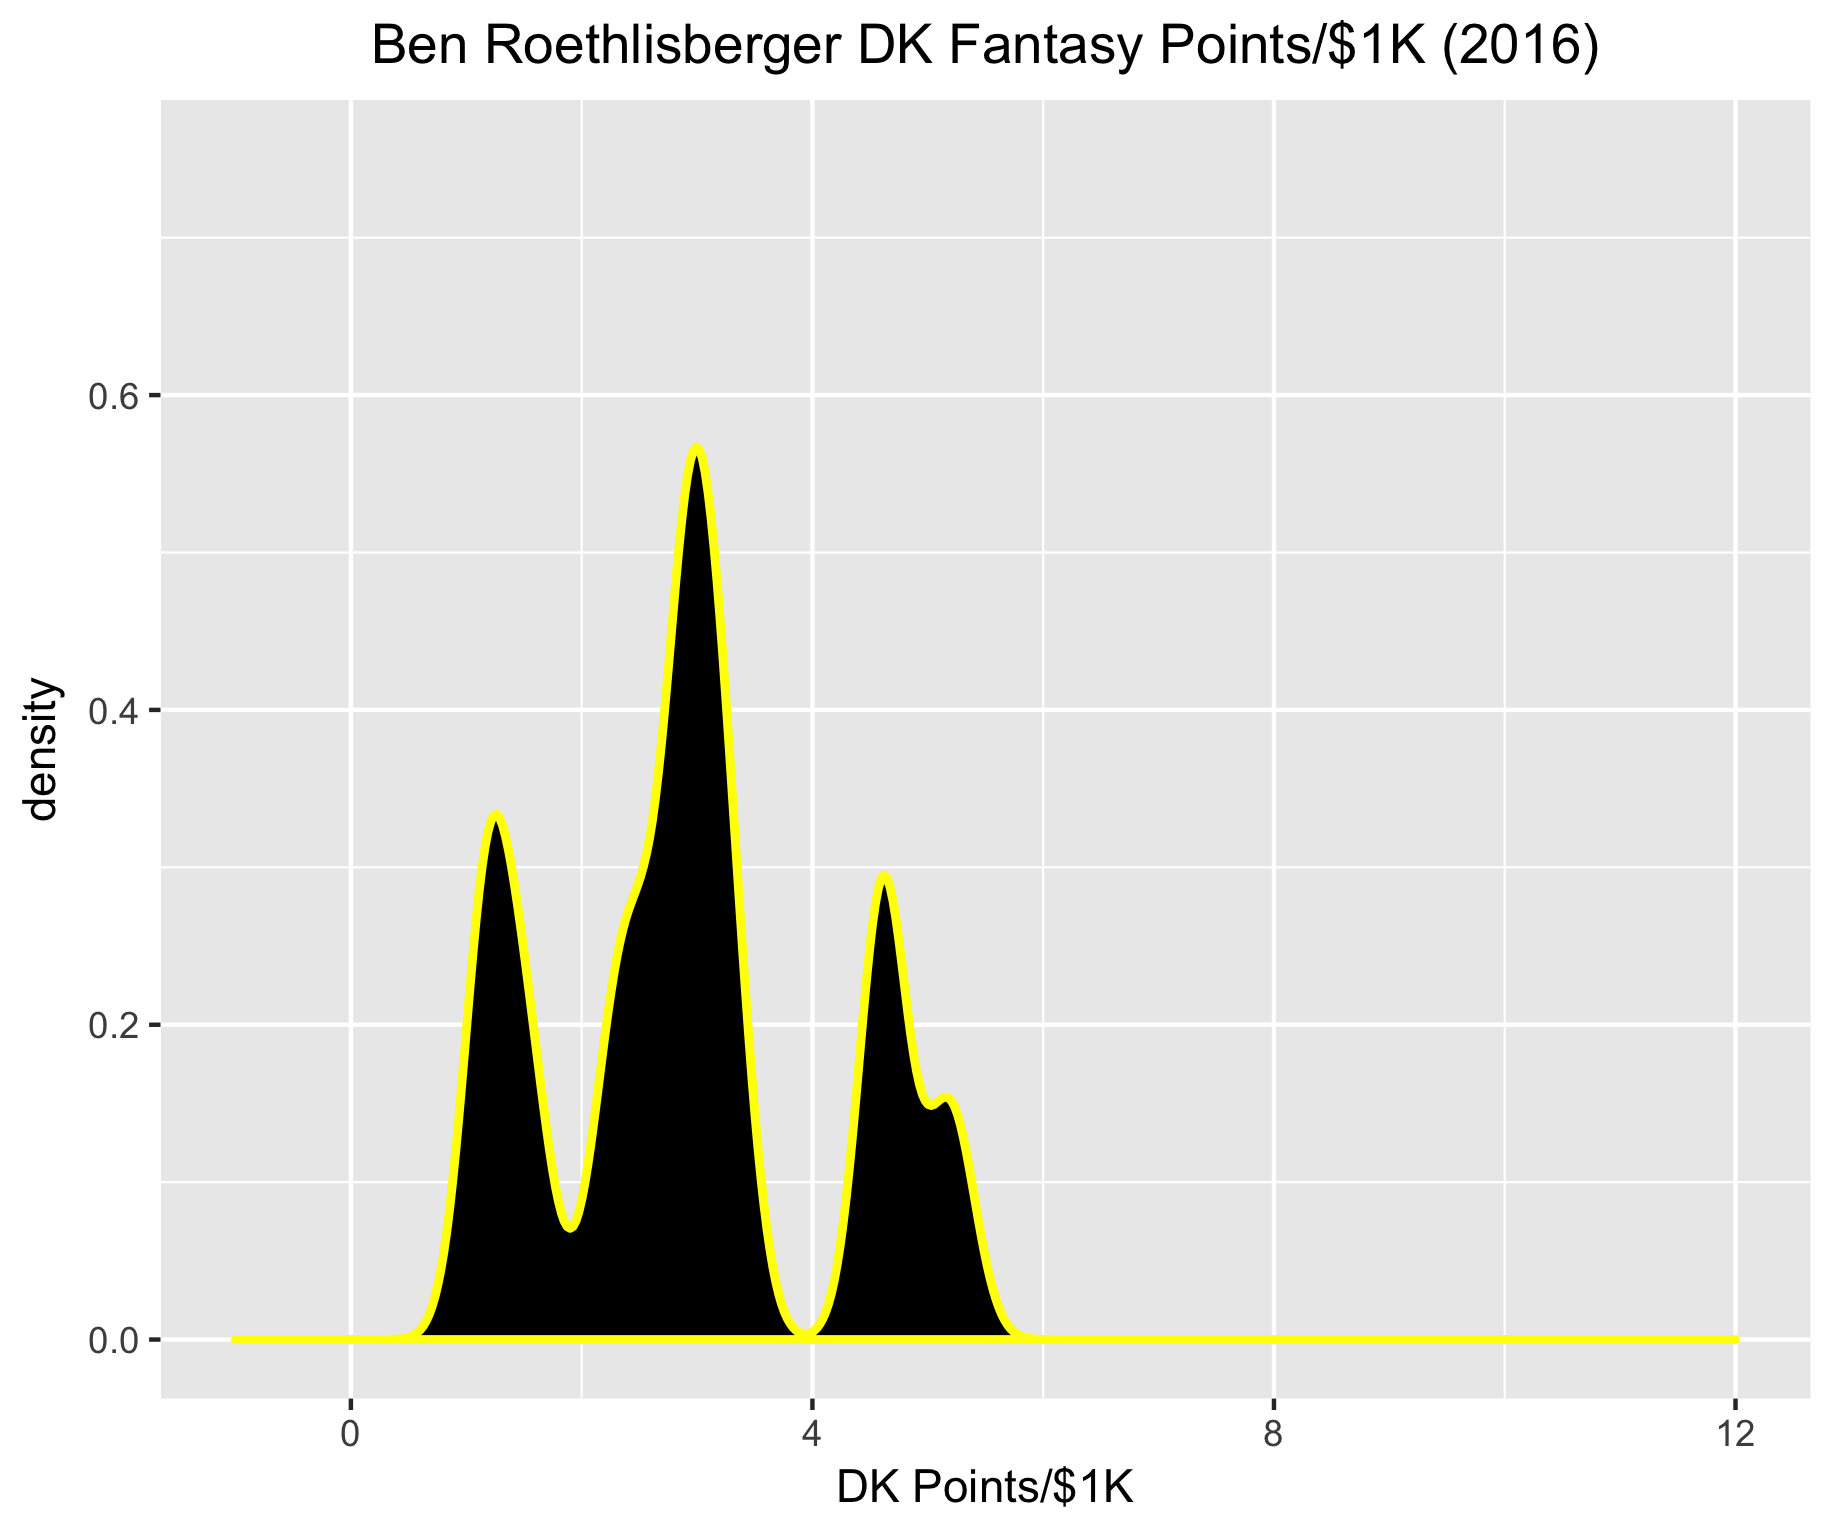 Ben Roethlisberger DK Fantasy Points/$1K (2016)
density
0.6
0.4
0.2
0.0
0 4 8 12
DK Points/$1K